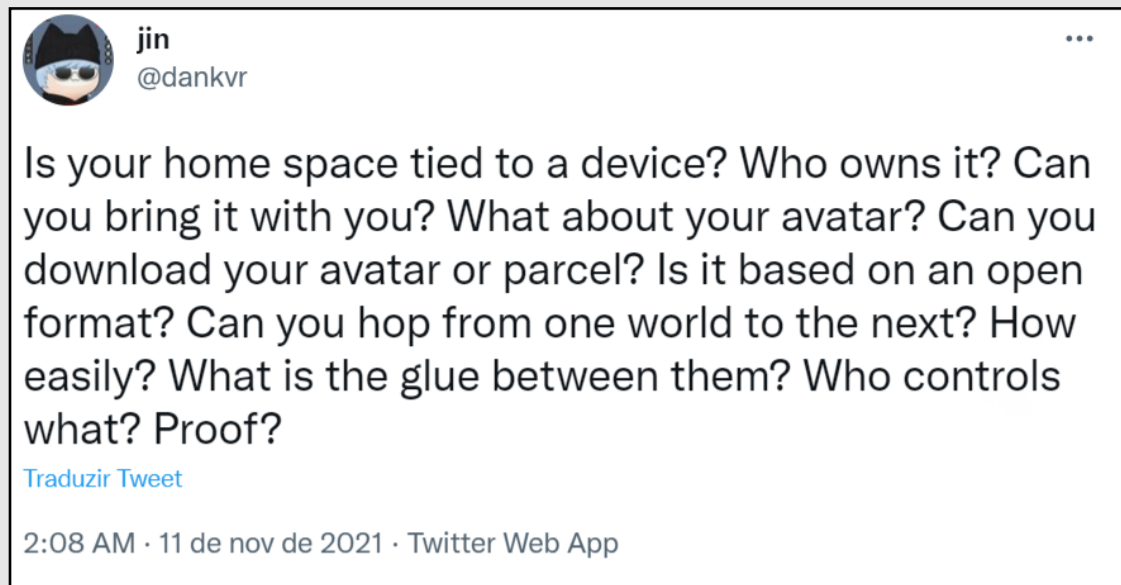 jin
@dankvr
Is your home space tied to a device? Who owns it? Can
you bring it with you? What about your avatar? Can you
download your avatar or parcel? Is it based on an open
format? Can you hop from one world to the next? How
easily? What is the glue between them? Who controls
what? Proof?
Traduzir Tweet
2:08 AM · 11 de nov de 2021 · Twitter Web App